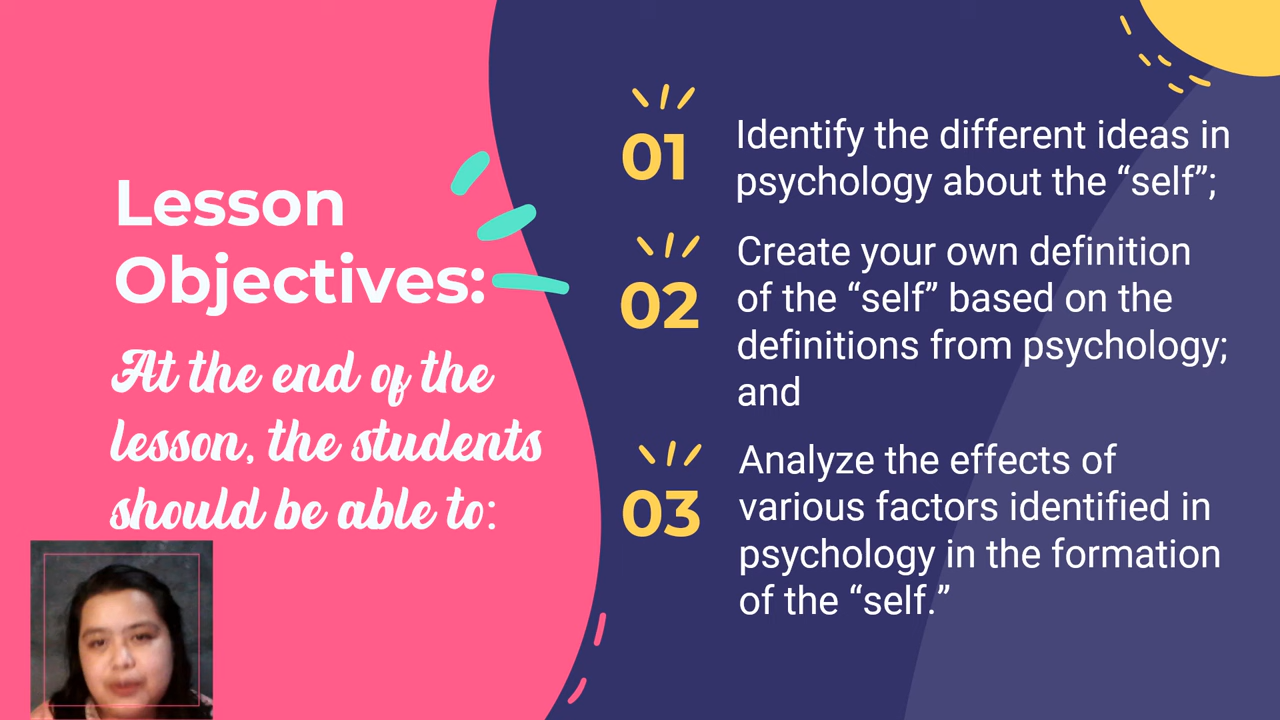 Lesson
Objectives:
At the end of the
lesson, the students
should be able to:
01
Identify the different ideas in
psychology about the “self”;
02
Create your own definition
of the “self” based on the
definitions from psychology;
and
03
Analyze the effects of
various factors identified in
psychology in the formation
of the “self.”